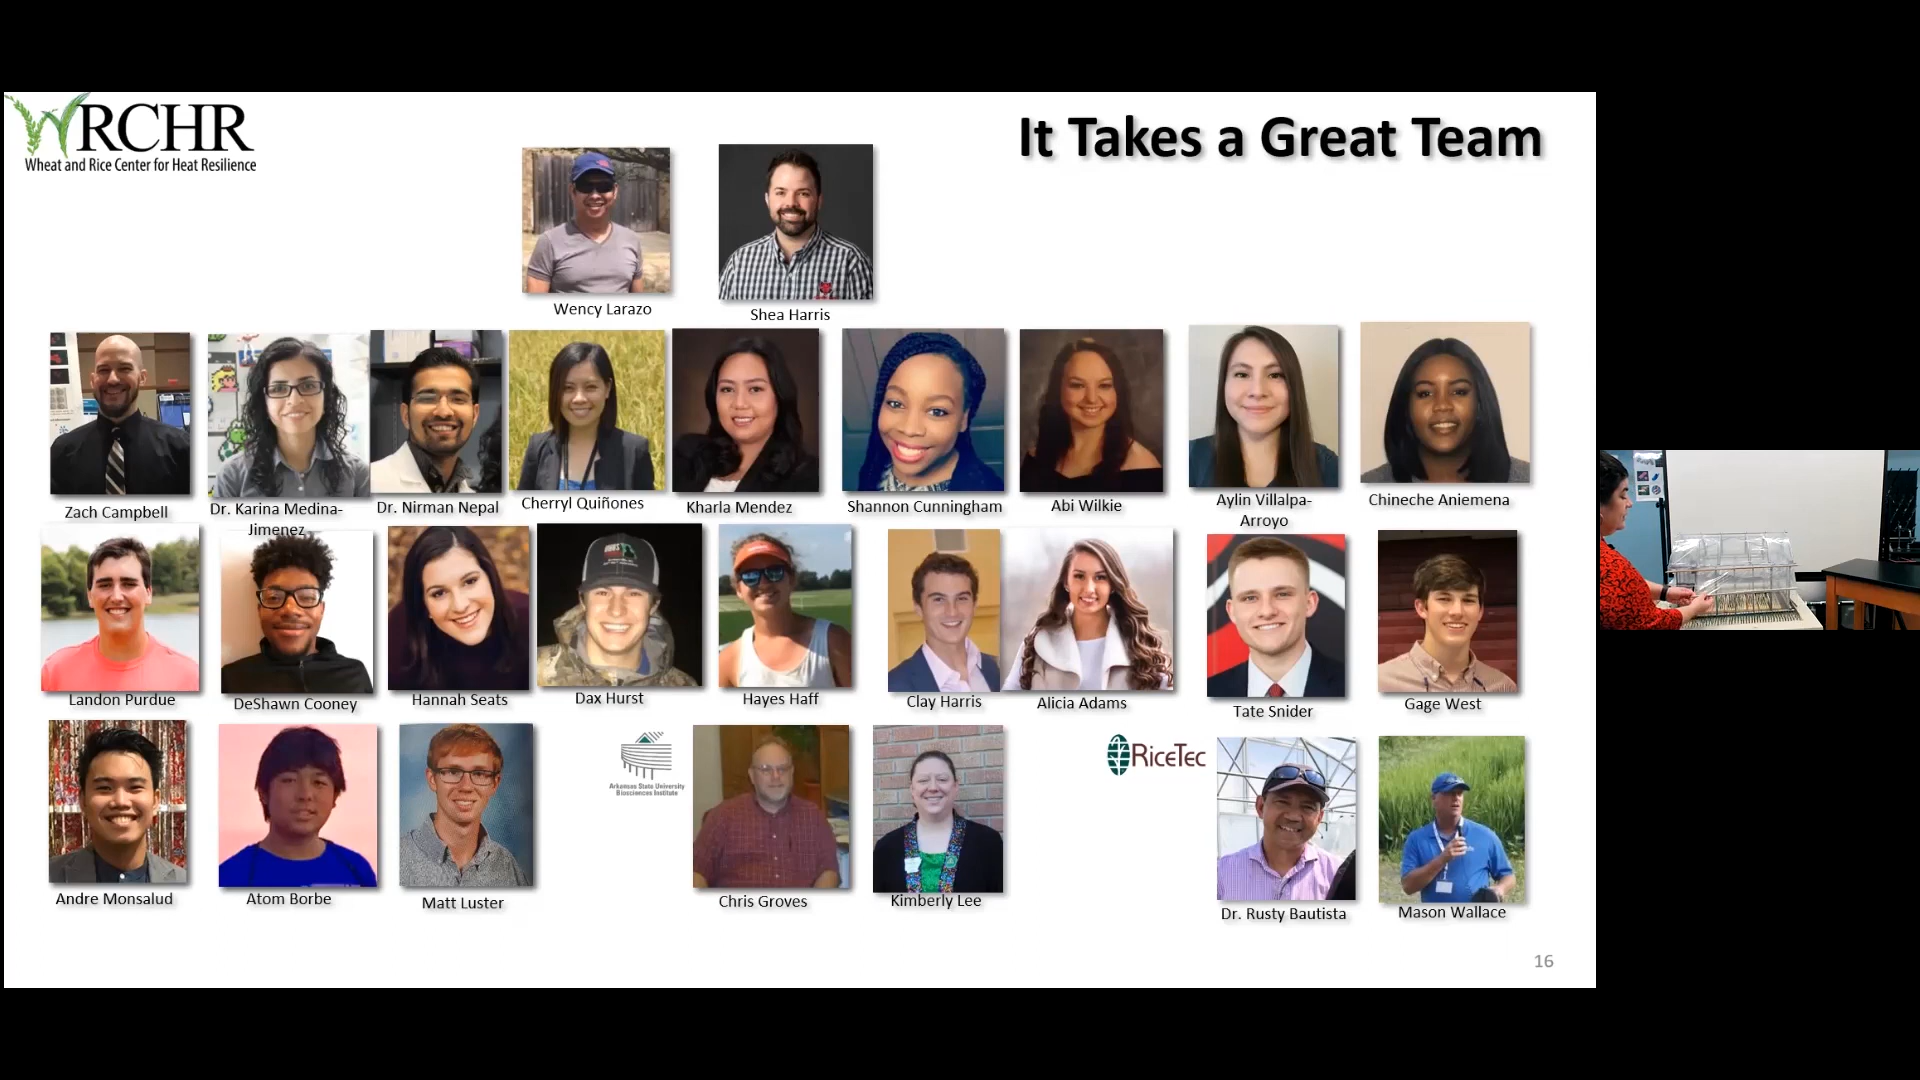 WRCHR
Wheat and Rice Center for Heat Resilience
It Takes a Great Team
Wency Larazo
Shea Harris
Zach Campbell
Dr. Karina Medina-
Jimenez
Dr. Nirman Nepal
Cherryl Quiñones
Kharla Mendez
Shannon Cunningham
Abi Wilkie
Aylin Villalpa-
Arroyo
Chineche Aniemena
Landon Purdue
DeShawn Cooney
Hannah Seats
Dax Hurst
Hayes Haff
Clay Harris
Alicia Adams
Tate Snider
Gage West
Arkansas State University
Biosciences Institute
RiceTec
Andre Monsalud
Atom Borbe
Matt Luster
Chris Groves
Kimberly Lee
Dr. Rusty Bautista
Mason Wallace
16